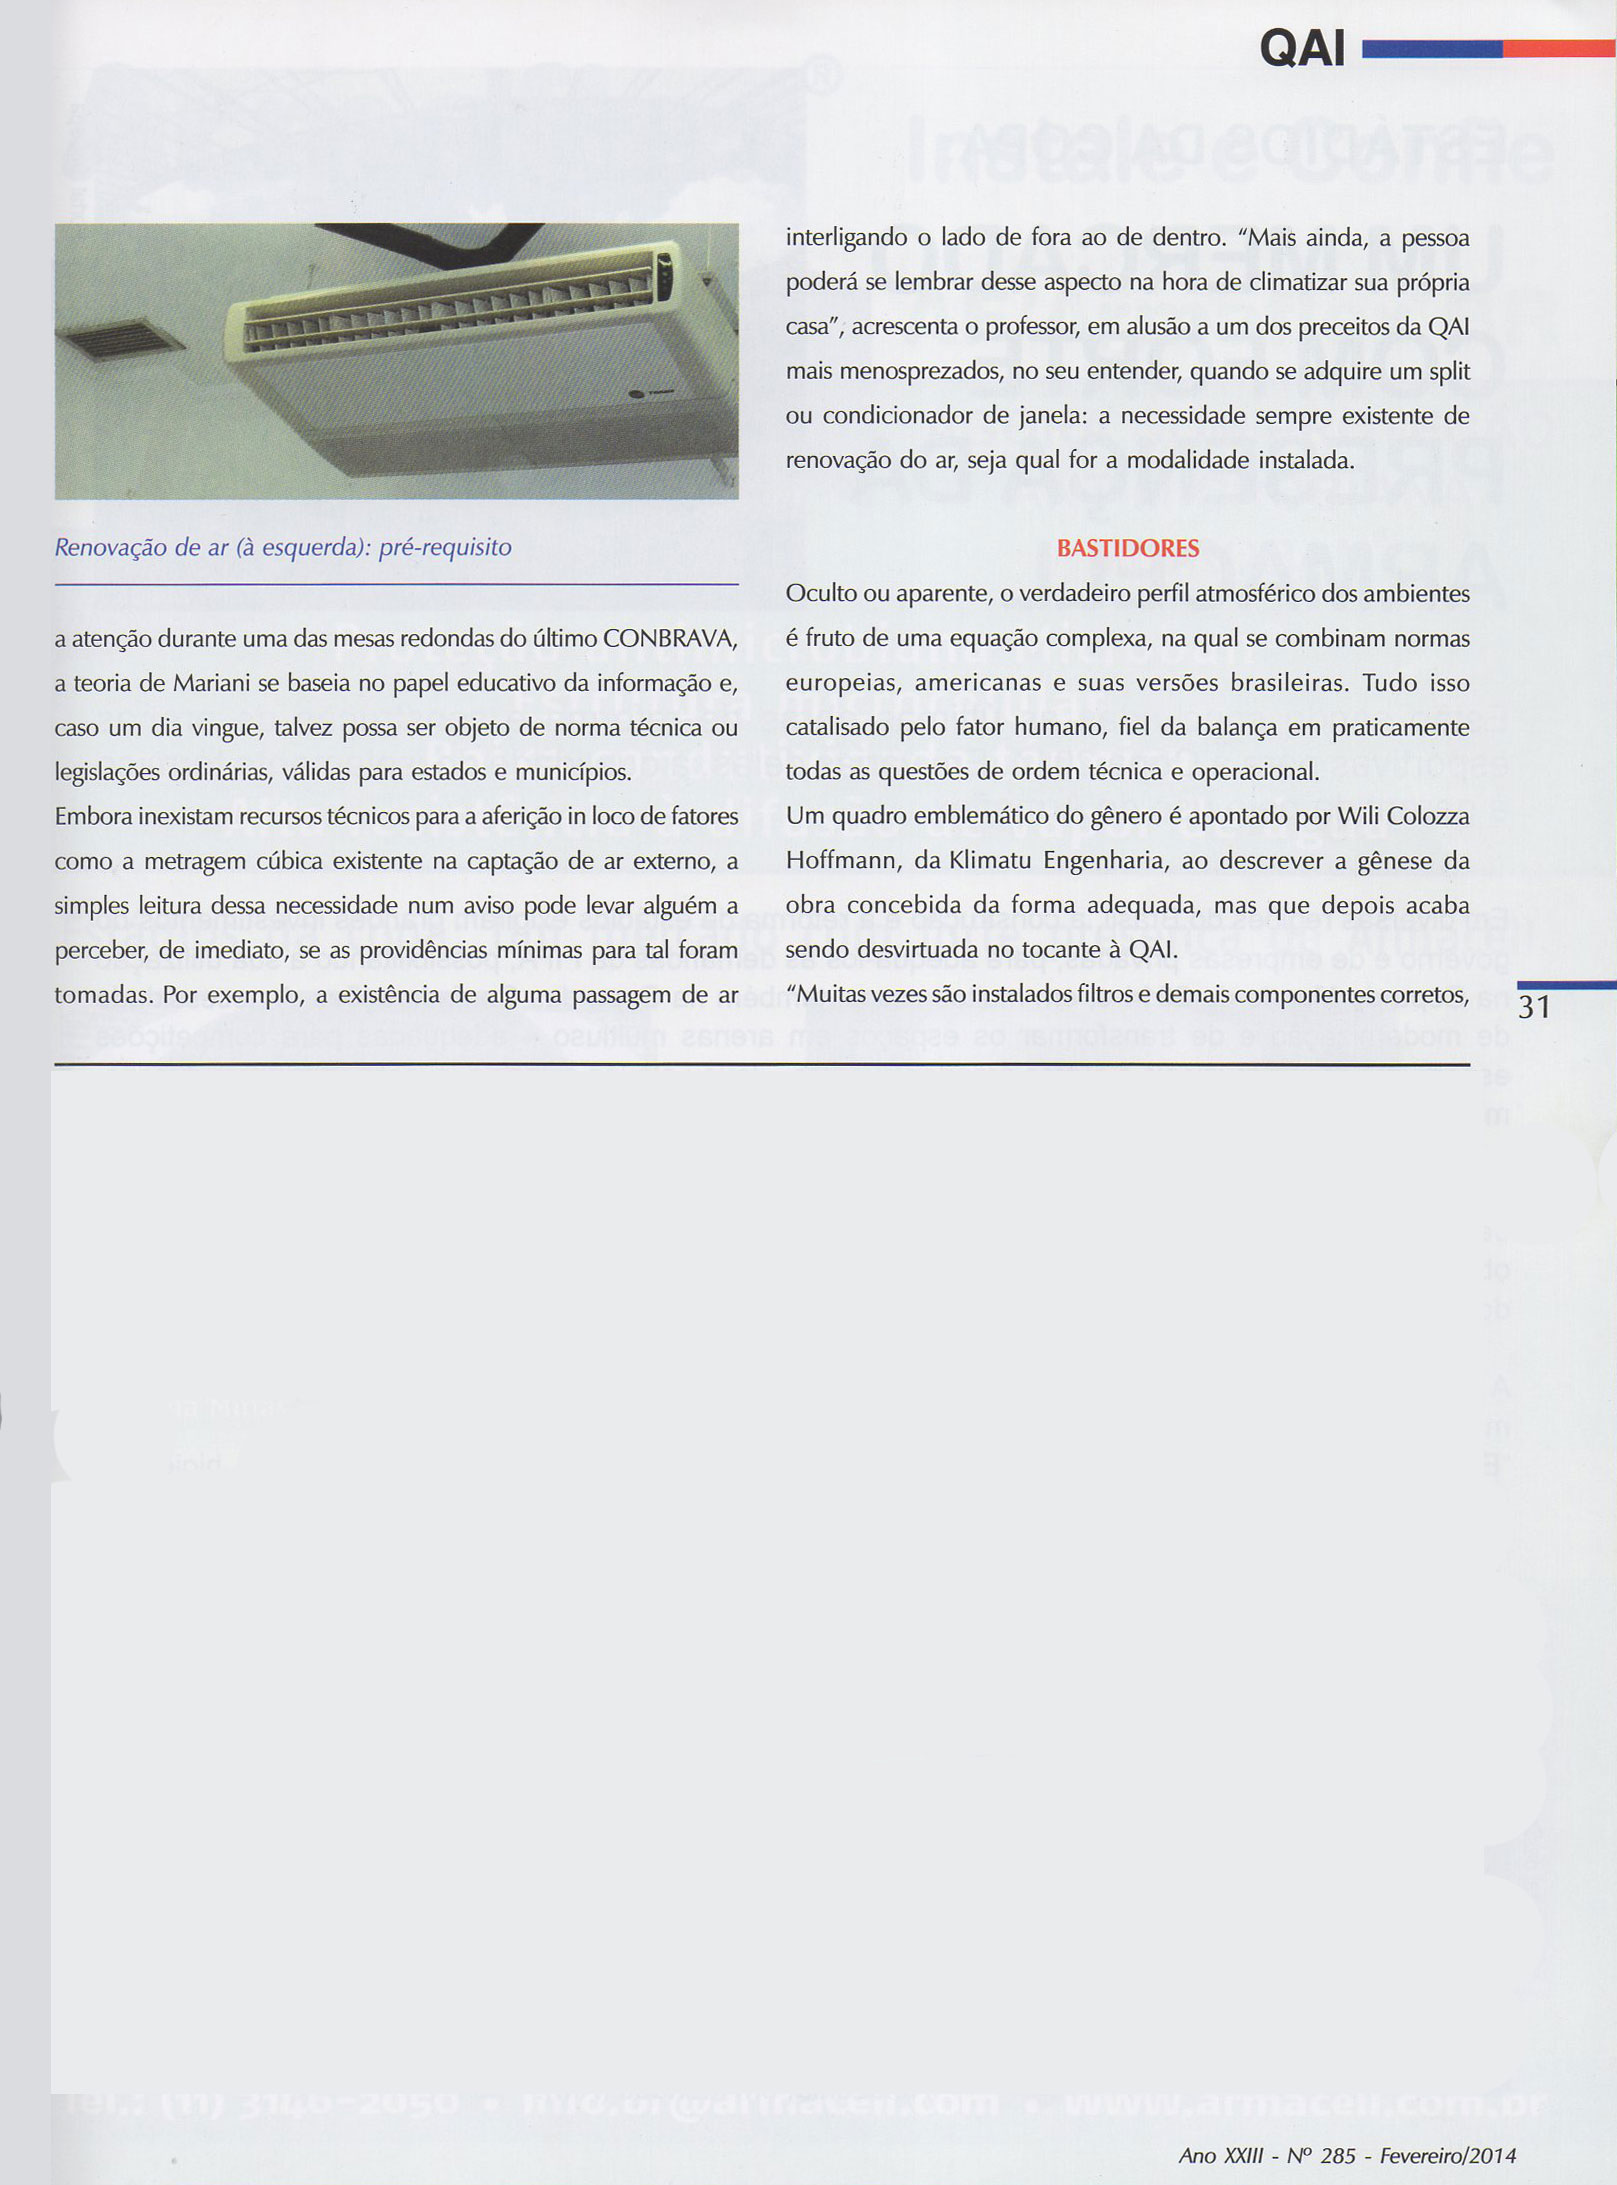 QAI
Renovação de ar (à esquerda): pré-requisito
a atenção durante uma das mesas redondas do último CONBRAVA,
a teoria de Mariani se baseia no papel educativo da informação e,
caso um dia vingue, talvez possa ser objeto de norma técnica ou
legislações ordinárias, válidas para estados e municípios.
Embora inexistam recursos técnicos para a aferição in loco de fatores
como a metragem cúbica existente na captação de ar externo, a
simples leitura dessa necessidade num aviso pode levar alguém a
perceber, de imediato, se as providências mínimas para tal foram
tomadas. Por exemplo, a existência de alguma passagem de ar
interligando o lado de fora ao de dentro. “Mais ainda, a pessoa
poderá se lembrar desse aspecto na hora de climatizar sua própria
casa”, acrescenta o professor, em alusão a um dos preceitos da QAI
mais menosprezados, no seu entender, quando se adquire um split
ou condicionador de janela: a necessidade sempre existente de
renovação do ar, seja qual for a modalidade instalada.
BASTIDORES
Oculto ou aparente, o verdadeiro perfil atmosférico dos ambientes
é fruto de uma equação complexa, na qual se combinam normas
europeias, americanas e suas versões brasileiras. Tudo isso
catalisado pelo fator humano, fiel da balança em praticamente
todas as questões de ordem técnica e operacional.
Um quadro emblemático do gênero é apontado por Wili Colozza
Hoffmann, da Klimatu Engenharia, ao descrever a gênese da
obra concebida da forma adequada, mas que depois acaba
sendo desvirtuada no tocante à QAI.
“Muitas vezes são instalados filtros e demais componentes corretos,
31
Ano XXIII - Nº 285 - Fevereiro/2014